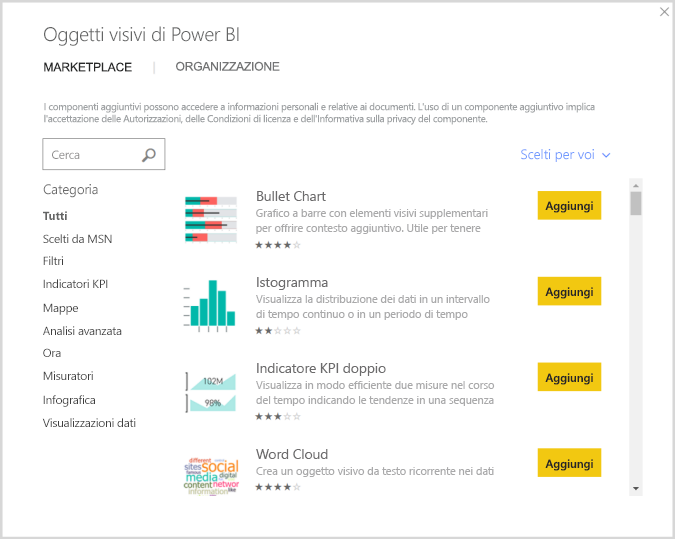 Oggetti visivi di Power BI
MARKETPLACE | ORGANIZZAZIONE
I componenti aggiuntivi possono accedere a informazioni personali e relative ai documenti. L'uso di un componente aggiuntivo implica
l'accettazione delle Autorizzazioni, delle Condizioni di licenza e dell'Informativa sulla privacy del componente.
Cerca
Scelti per voi
Categoria
Tutti
Scelti da MSN
Filtri
Indicatori KPI
Mappe
Analisi avanzata
Ora
Misuratori
Infografica
Visualizzazioni dati
Bullet Chart
Grafico a barre con elementi visivi supplementari
per offrire contesto aggiuntivo. Utile per tenere
Aggiungi
Istogramma
Visualizza la distribuzione dei dati in un intervallo
di tempo continuo o in un periodo di tempo
Aggiungi
102M
98%
Indicatore KPI doppio
Visualizza in modo efficiente due misure nel corso
del tempo indicando le tendenze in una sequenza
Aggiungi
different
sites social
media digital
content network
information
Word Cloud
Crea un oggetto visivo da testo ricorrente nei dati
Aggiungi